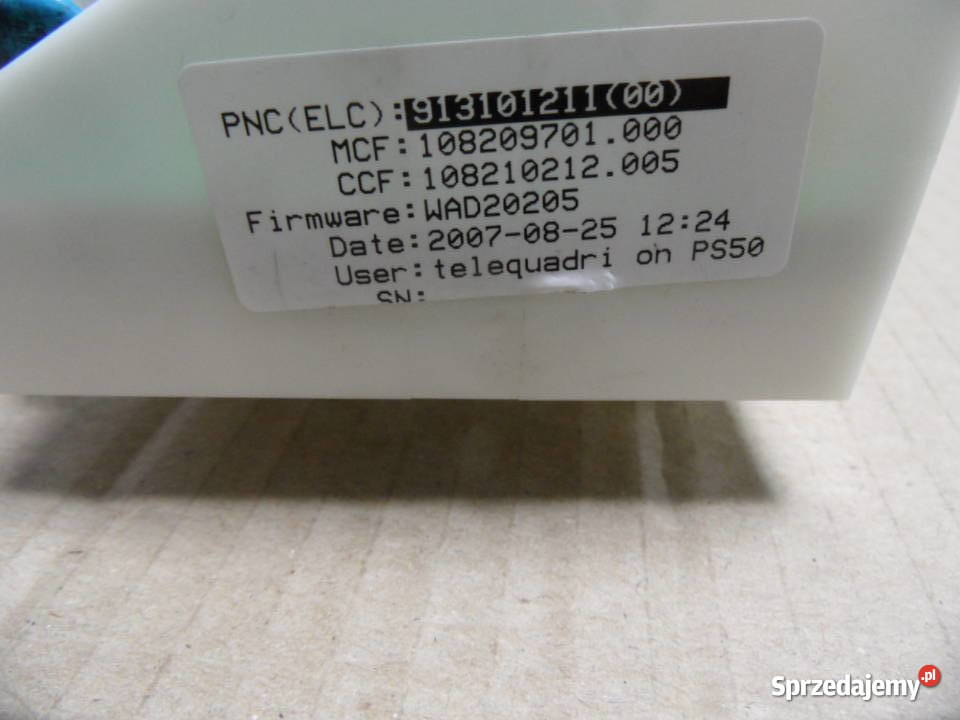 PNC(ELC):913101211(00)
MCF:108209701.000
CCF:108210212.005
Firmware:WAD20205
Date:2007-08-25 12:24
User:telequadri on PS50
SN:
Sprzedajemy.pl